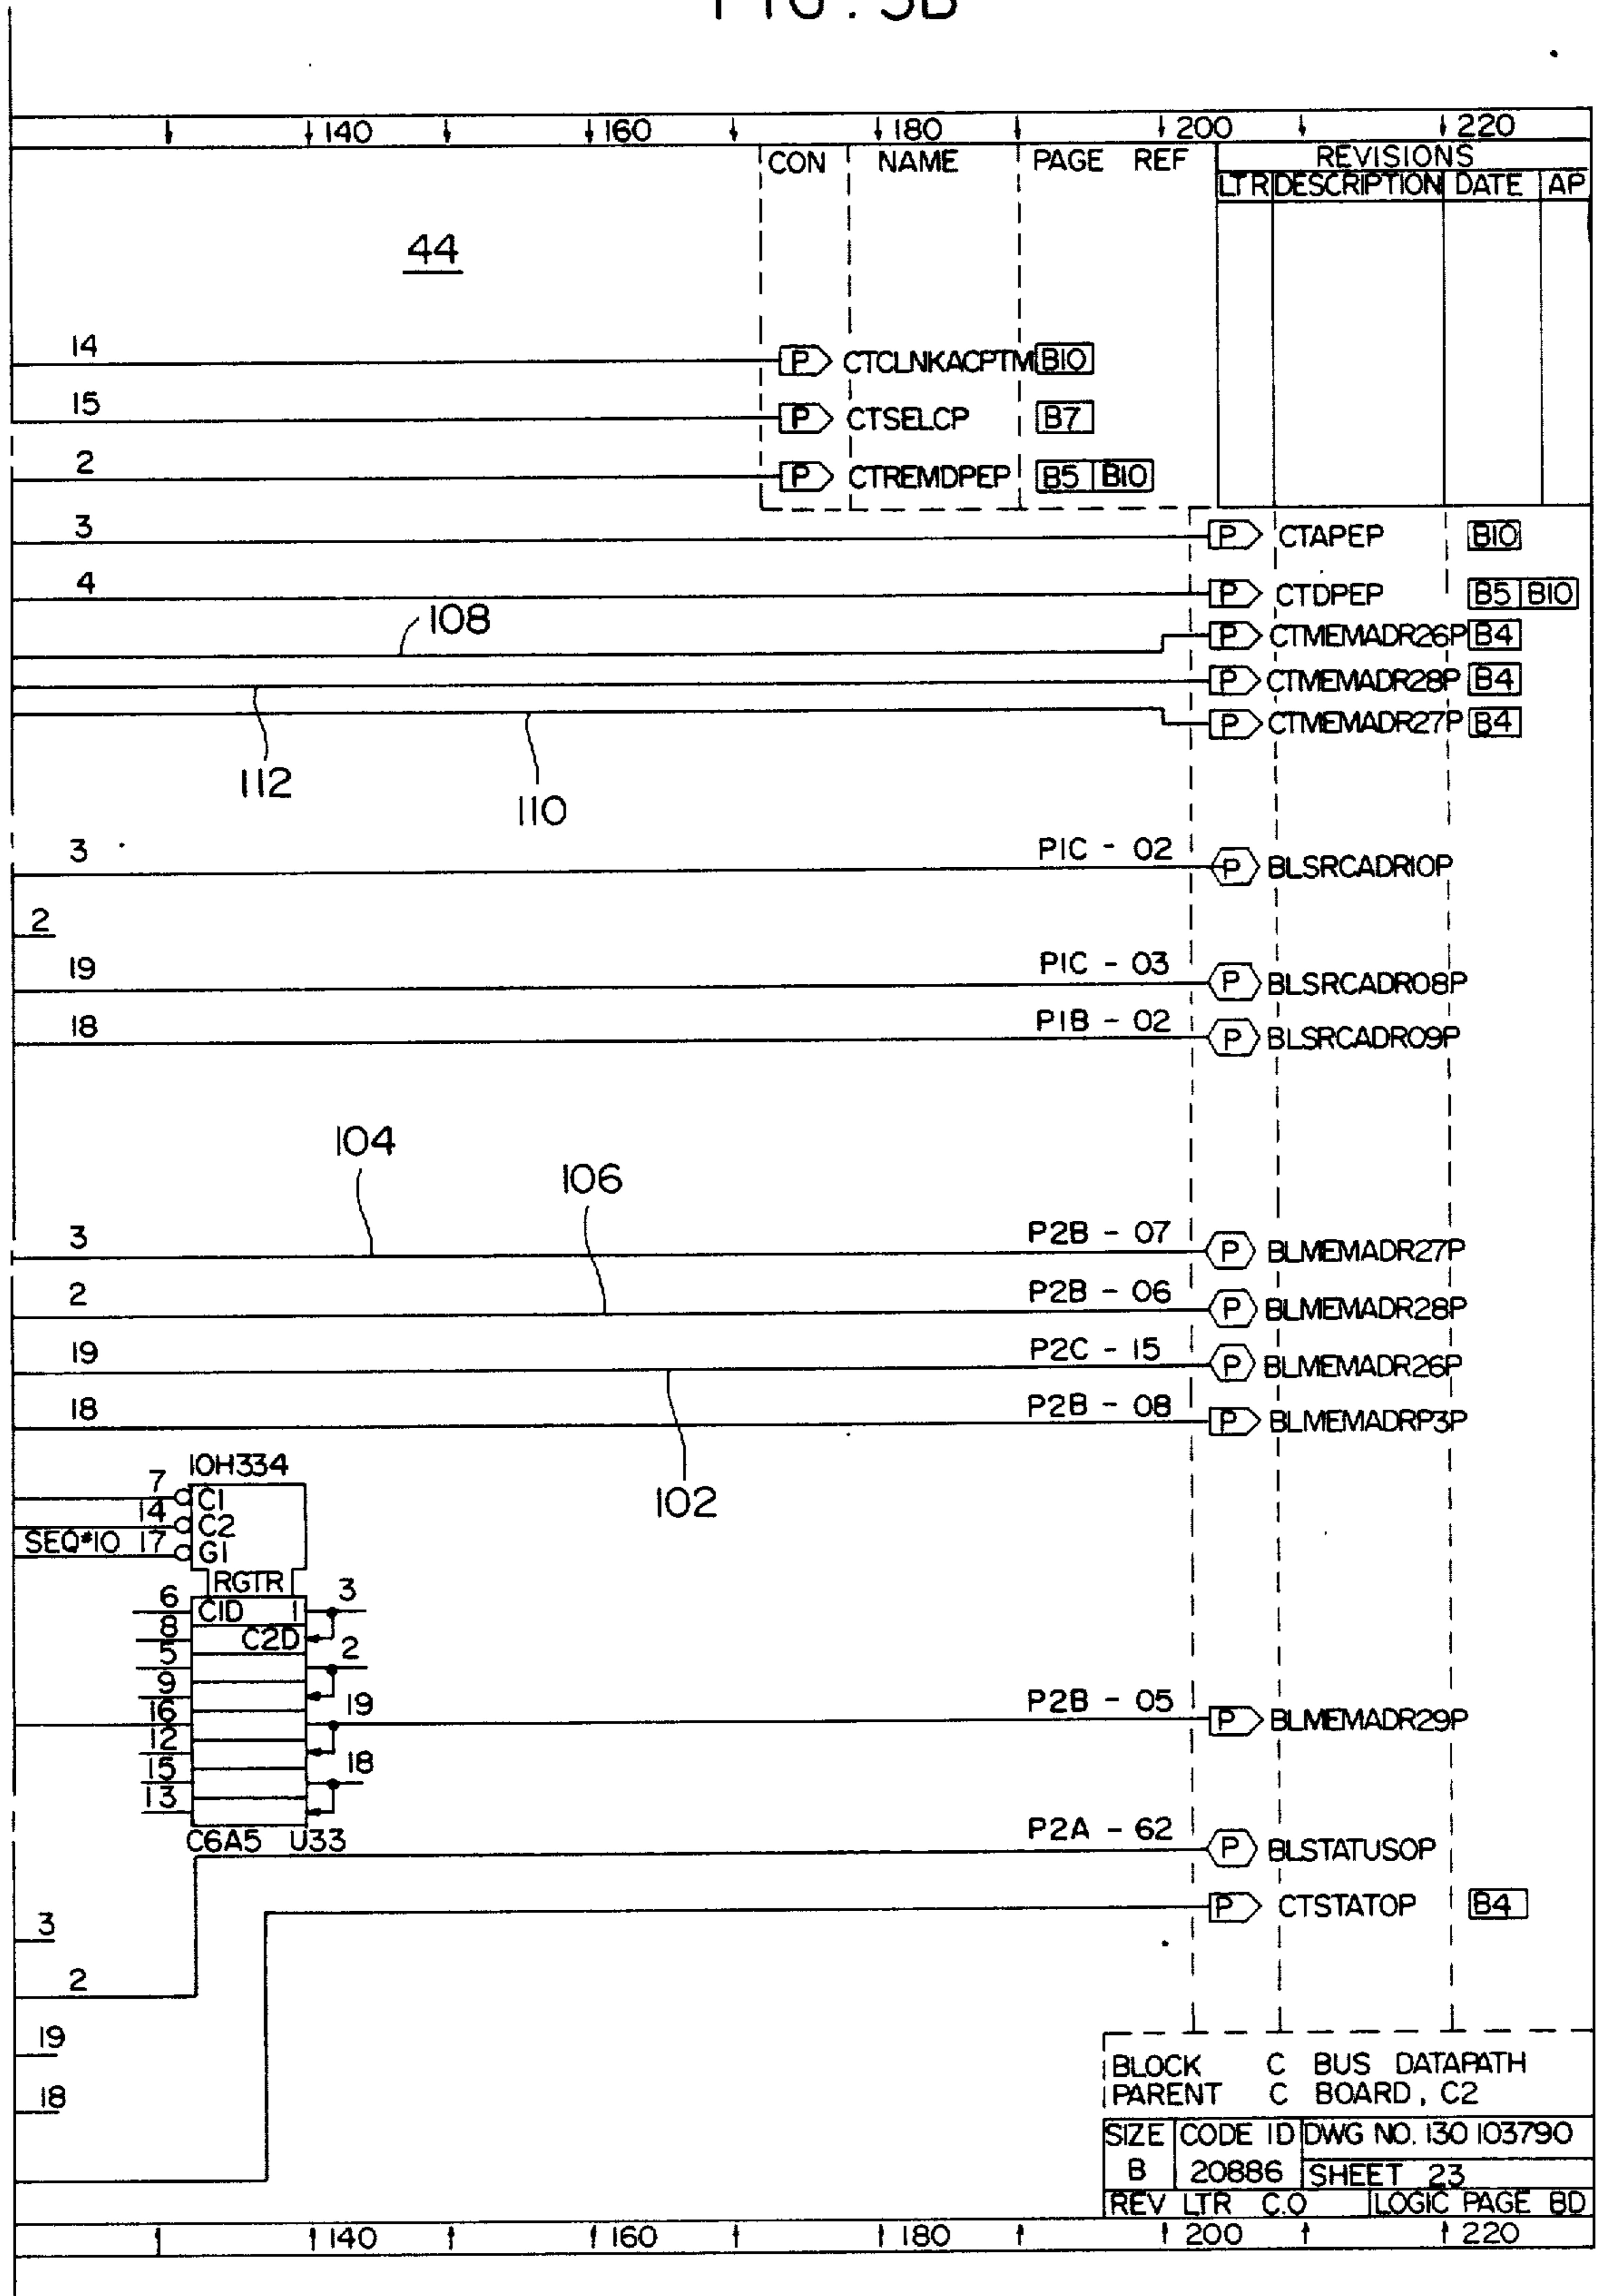 FIG. 5B
140 160 180 200 220
CON NAME PAGE REF REVISIONS
LTR DESCRIPTION DATE AP
44
14 P CTCLNKACPTM B10
15 P CTSELCP B7
2 P CTREMDPEP B5 B10
3 P CTAPEP B10
4 P CTDPEP B5 B10
108 P CTMEMADR26P B4
P CTMEMADR28P B4
P CTMEMADR27P B4
112
110
3 P1C - 02 P BLSRCADR10P
2
19 P1C - 03 P BLSRCADR08P
18 P1B - 02 P BLSRCADR09P
104
106
3 P2B - 07 P BLMEMADR27P
2 P2B - 06 P BLMEMADR28P
19 P2C - 15 P BLMEMADR26P
18 P2B - 08 P BLMEMADRP3P
102
10H334
7 C1
14 C2
SEQ#10 17 G1
RGTR
6 C1D 1 3
8 C2D
5 2
9
16 19 P2B - 05 P BLMEMADR29P
12
15 18
13
C6A5 U33
P2A - 62 P BLSTATUS0P
P CTSTAT0P B4
3
2
19
18
BLOCK C BUS DATAPATH
PARENT C BOARD, C2
SIZE CODE ID DWG NO. 130 103790
B 20886 SHEET 23
REV LTR C.0 LOGIC PAGE BD
140 160 180 200 220